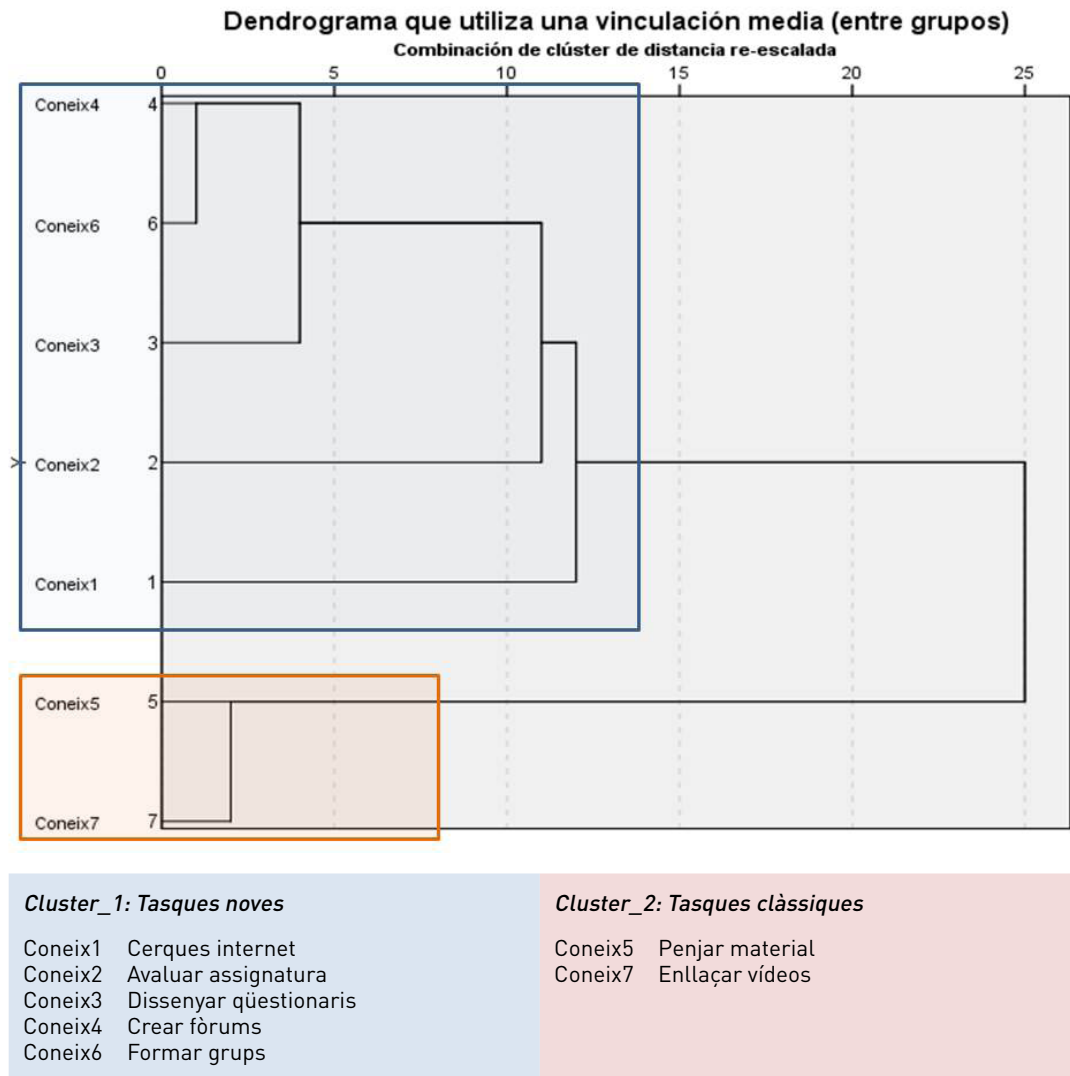 Dendrograma que utiliza una vinculación media (entre grupos)
Combinación de clúster de distancia re-escalada
0 5 10 15 20 25
Coneix4 4
Coneix6 6
Coneix3 3
Y
Coneix2 2
Coneix1 1
Coneix5 5
Coneix7 7
Cluster_1: Tasques noves
Coneix1 Cerques internet
Coneix2 Avaluar assignatura
Coneix3 Dissenyar qüestionaris
Coneix4 Crear fòrums
Coneix6 Formar grups
Cluster_2: Tasques clàssiques
Coneix5 Penjar material
Coneix7 Enllaçar vídeos